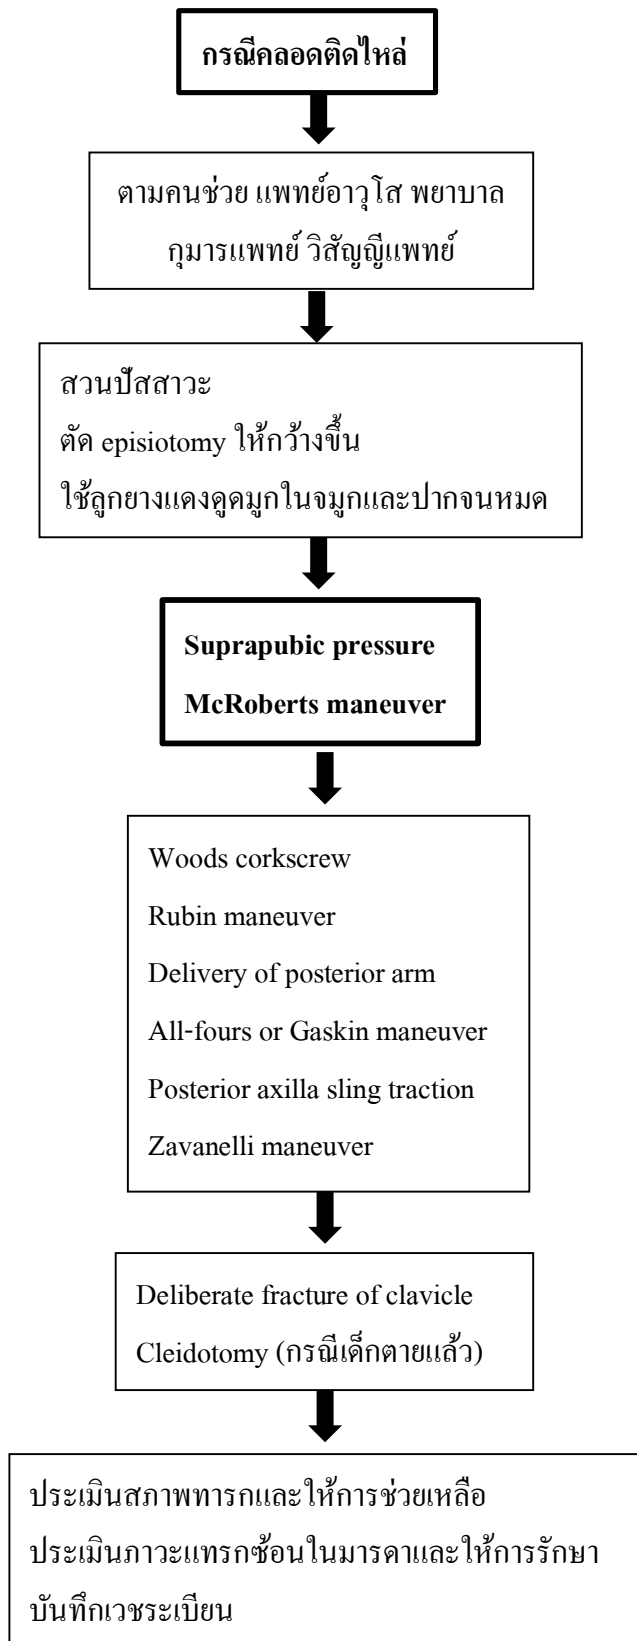 กรณีคลอดติดไหล่
ตามคนช่วย แพทย์อาวุโส พยาบาล
กุมารแพทย์ วิสัญญีแพทย์
สวนปัสสาวะ
ตัด episiotomy ให้กว้างขึ้น
ใช้ลูกยางแดงดูดมูกในจมูกและปากจนหมด
Suprapubic pressure
McRoberts maneuver
Woods corkscrew
Rubin maneuver
Delivery of posterior arm
All-fours or Gaskin maneuver
Posterior axilla sling traction
Zavanelli maneuver
Deliberate fracture of clavicle
Cleidotomy (กรณีเด็กตายแล้ว)
ประเมินสภาพทารกและให้การช่วยเหลือ
ประเมินภาวะแทรกซ้อนในมารดาและให้การรักษา
บันทึกเวชระเบียน